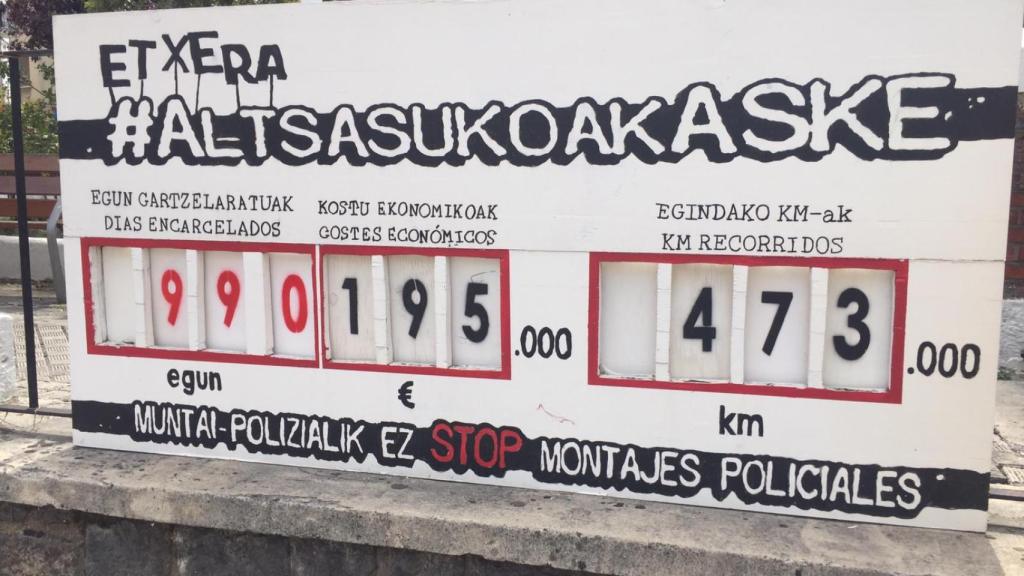 ETXERA
#ALTSASUKOAKASKE
EGUN GARTZELARATUAK
DIAS ENCARCELADOS
KOSTU EKONOMIKOAK
GOSTES ECONÓMICOS
EGINDAKO KM-ak
KM RECORRIDOS
990
195.000
473.000
egun
€
km
MUNTAI-POLIZIALIK EZ STOP MONTAJES POLICIALES